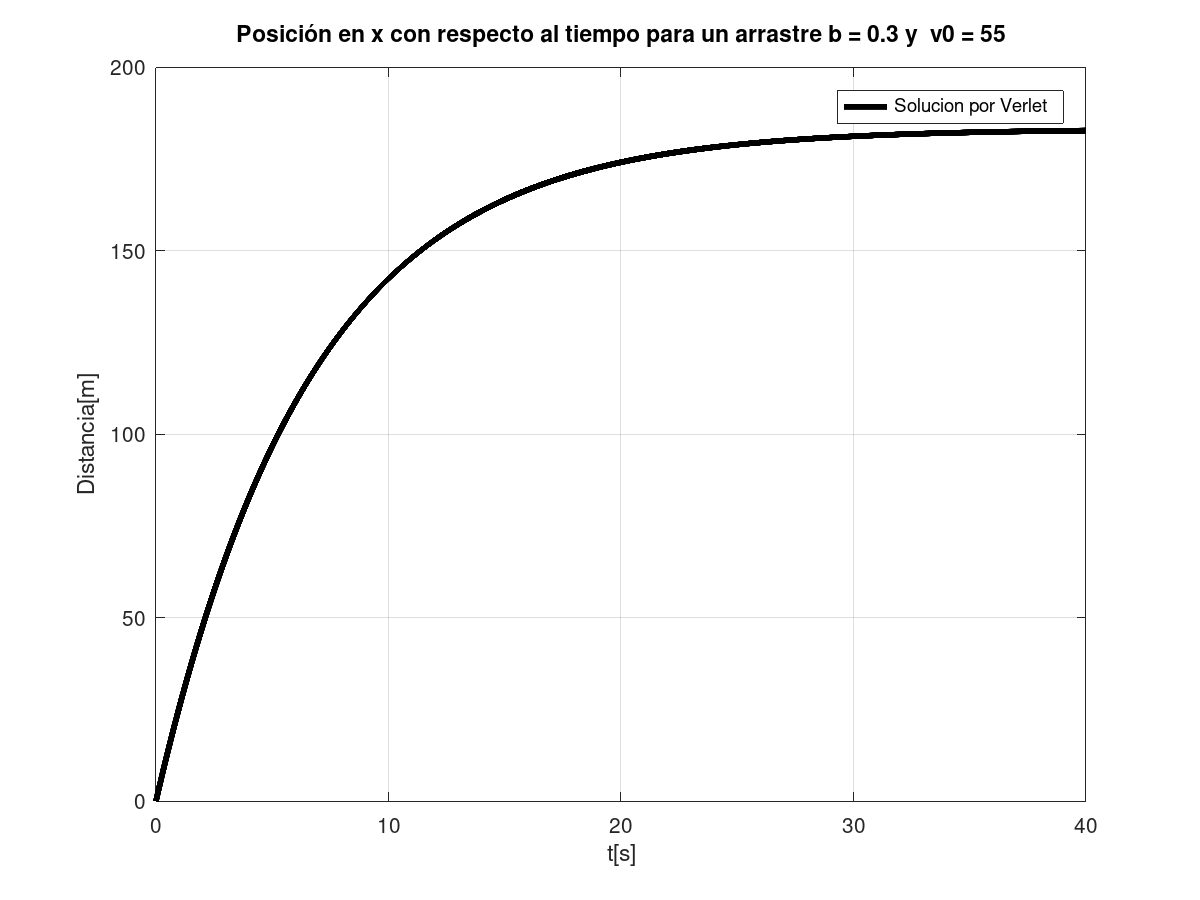 Posición en x con respecto al tiempo para un arrastre b = 0.3 y  v0 = 55
200
Solucion por Verlet
150
100
50
0
Distancia[m]
0 10 20 30 40
t[s]